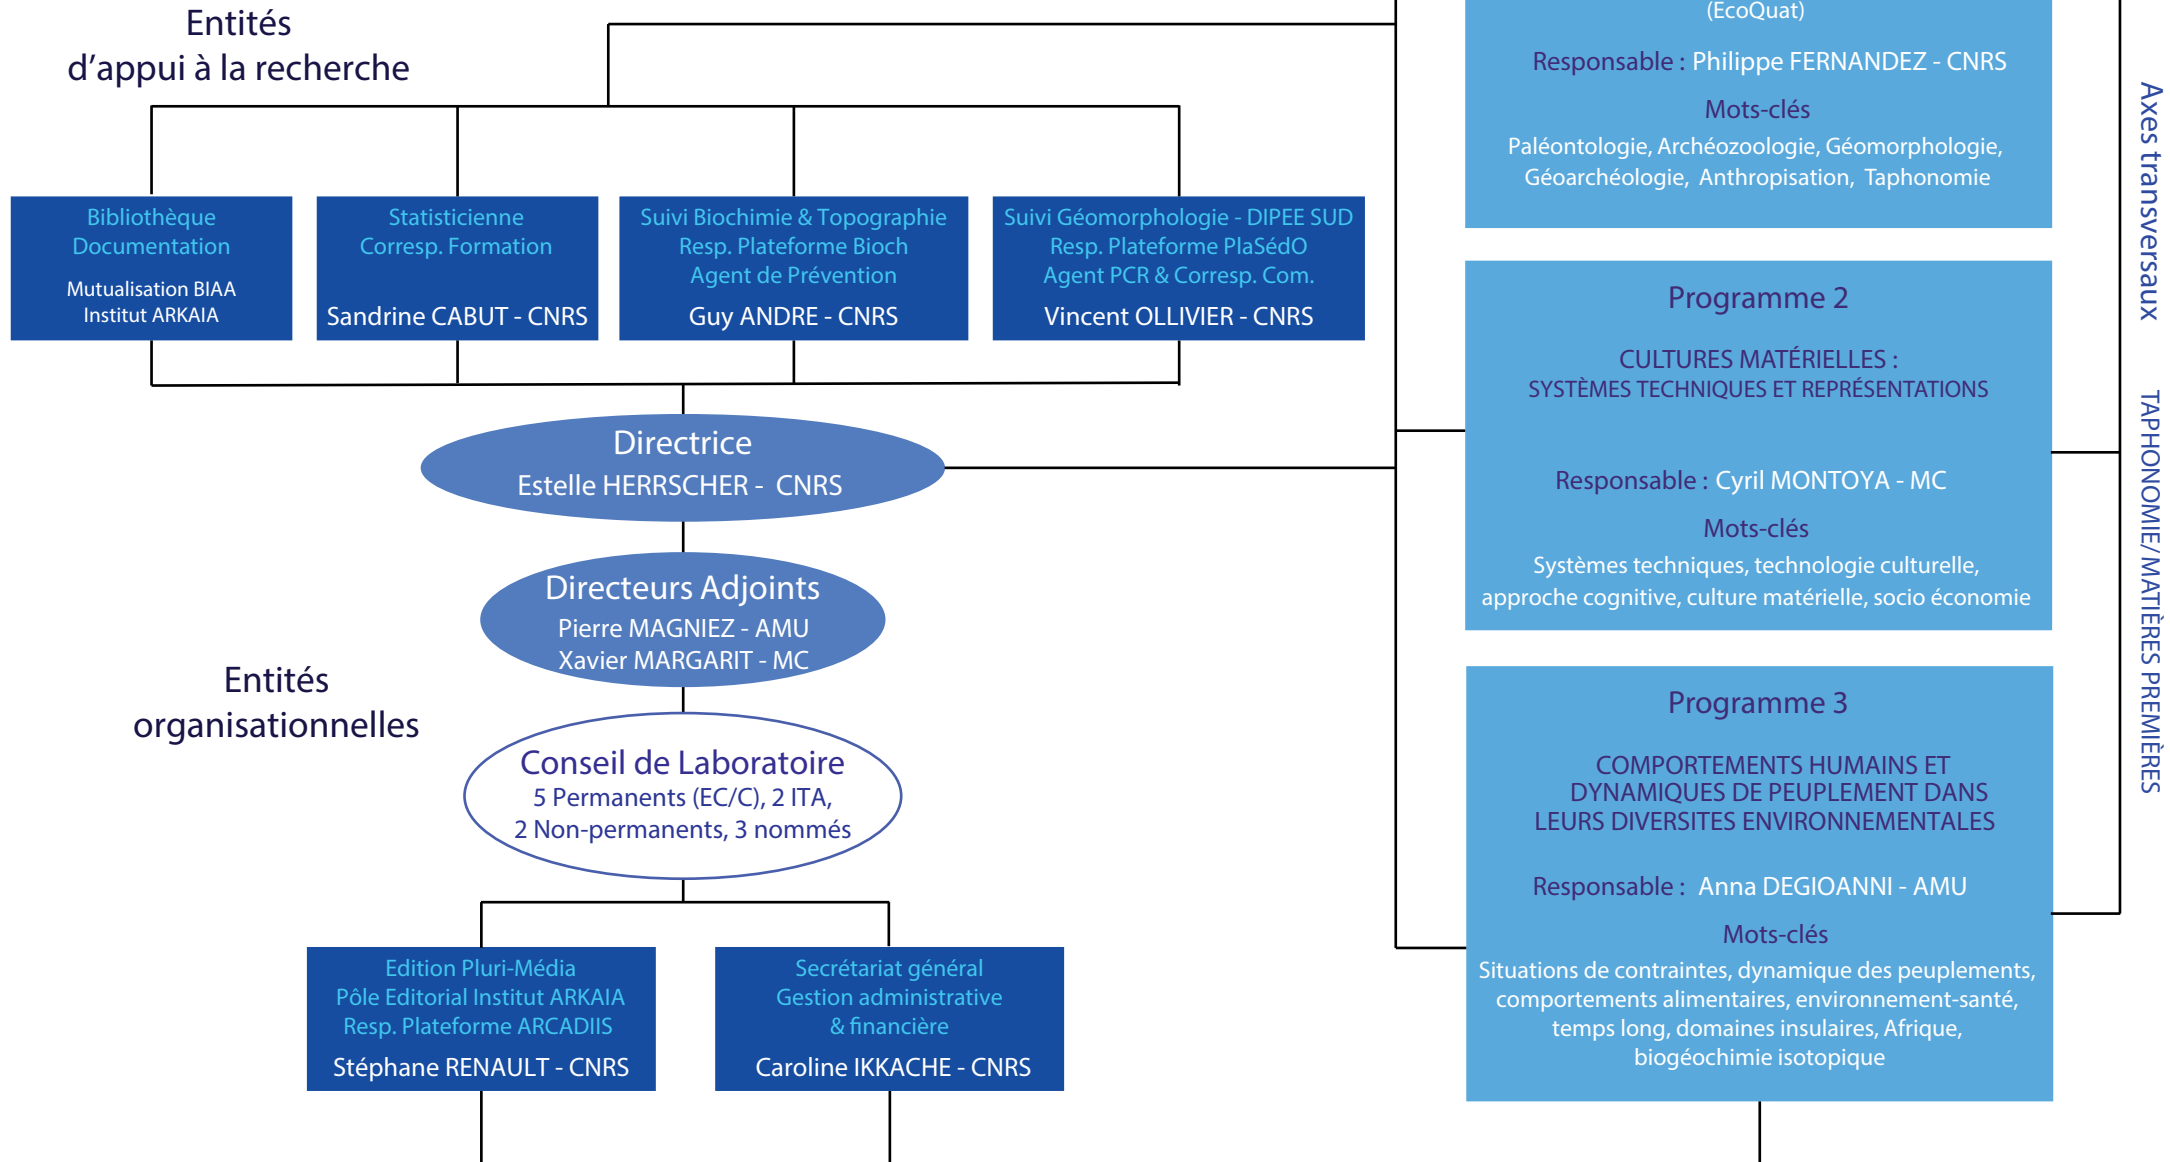 Entités
d'appui à la recherche
Bibliothèque
Documentation
Mutualisation BIAA
Institut ARKAIA
Statisticienne
Corresp. Formation
Sandrine CABUT - CNRS
Suivi Biochimie & Topographie
Resp. Plateforme Bioch
Agent de Prévention
Guy ANDRE - CNRS
Suivi Géomorphologie - DIPEE SUD
Resp. Plateforme PlaSédO
Agent PCR & Corresp. Com.
Vincent OLLIVIER - CNRS
Directrice
Estelle HERRSCHER - CNRS
Directeurs Adjoints
Pierre MAGNIEZ - AMU
Xavier MARGARIT - MC
Entités
organisationnelles
Conseil de Laboratoire
5 Permanents (EC/C), 2 ITA,
2 Non-permanents, 3 nommés
Edition Pluri-Média
Pôle Editorial Institut ARKAIA
Resp. Plateforme ARCADIIS
Stéphane RENAULT - CNRS
Secrétariat général
Gestion administrative
& financière
Caroline IKKACHE - CNRS
(EcoQuat)
Responsable : Philippe FERNANDEZ - CNRS
Mots-clés
Paléontologie, Archéozoologie, Géomorphologie,
Géoarchéologie, Anthropisation, Taphonomie
Programme 2
CULTURES MATÉRIELLES :
SYSTÈMES TECHNIQUES ET REPRÉSENTATIONS
Responsable : Cyril MONTOYA - MC
Mots-clés
Systèmes techniques, technologie culturelle,
approche cognitive, culture matérielle, socio économie
Programme 3
COMPORTEMENTS HUMAINS ET
DYNAMIQUES DE PEUPLEMENT DANS
LEURS DIVERSITES ENVIRONNEMENTALES
Responsable : Anna DEGIOANNI - AMU
Mots-clés
Situations de contraintes, dynamique des peuplements,
comportements alimentaires, environnement-santé,
temps long, domaines insulaires, Afrique,
biogéochimie isotopique
Axes transversaux TAPHONOMIE/MATIÈRES PREMIÈRES